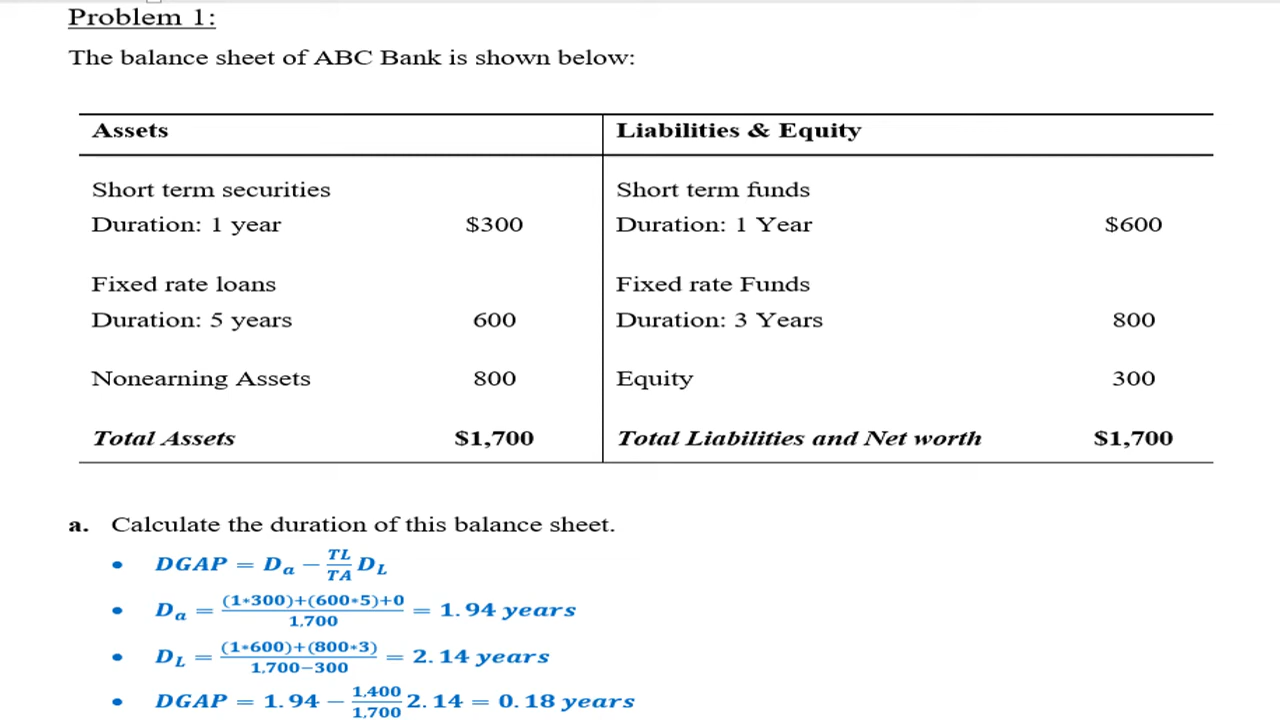 Problem 1:
The balance sheet of ABC Bank is shown below:
Assets Liabilities & Equity
Short term securities Short term funds
Duration: 1 year $300 Duration: 1 Year $600
Fixed rate loans Fixed rate Funds
Duration: 5 years 600 Duration: 3 Years 800
Nonearning Assets 800 Equity 300
Total Assets $1,700 Total Liabilities and Net worth $1,700
a. Calculate the duration of this balance sheet.
• DGAP = Da − TL/TA DL
• Da = (1*300)+(600*5)+0 / 1,700 = 1.94 years
• DL = (1*600)+(800*3) / 1,700−300 = 2.14 years
• DGAP = 1.94 − 1,400/1,700 2.14 = 0.18 years